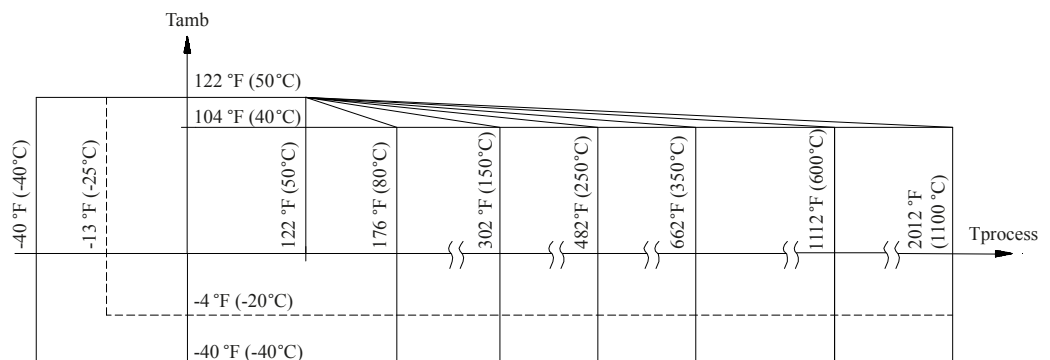 Tamb
122 °F (50°C)
104 °F (40°C)
-40 °F (-40°C)
-13 °F (-25°C)
122 °F (50°C)
176 °F (80°C)
302 °F (150°C)
482°F (250°C)
662°F (350°C)
1112°F (600°C)
2012 °F
(1100 °C)
Tprocess
-4 °F (-20°C)
-40 °F (-40°C)